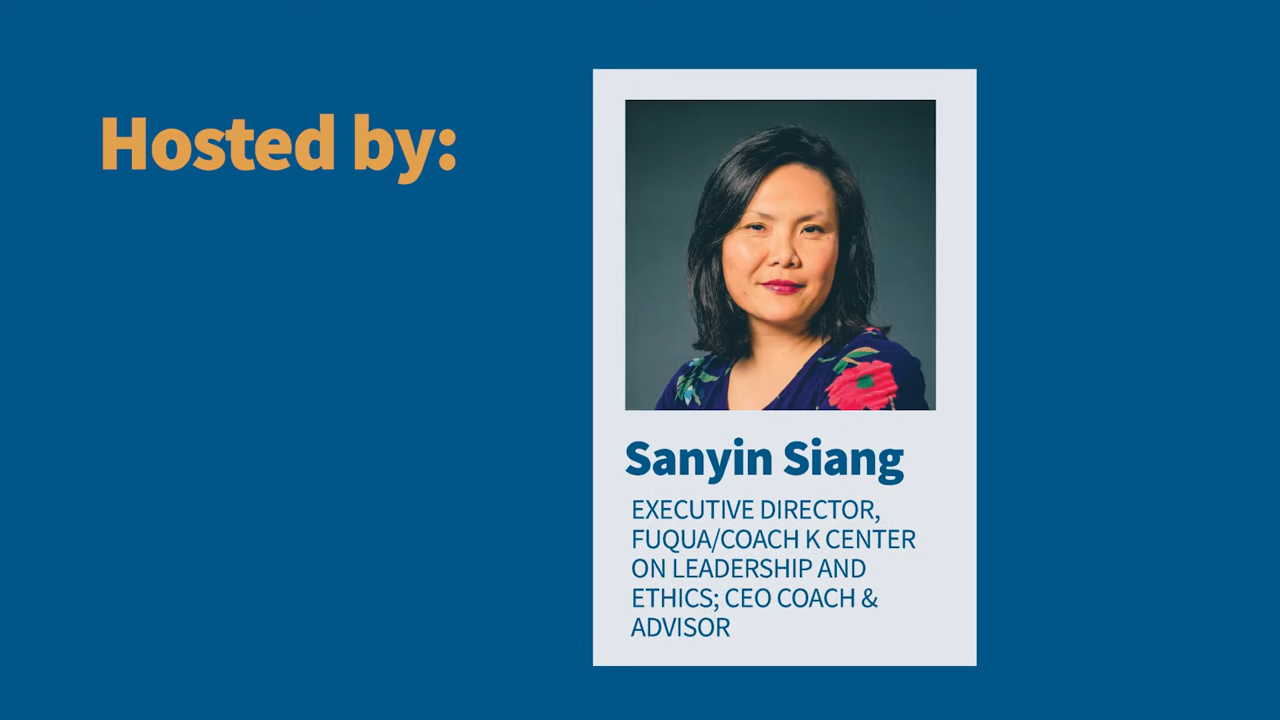 Hosted by:
Sanyin Siang
EXECUTIVE DIRECTOR,
FUQUA/COACH K CENTER
ON LEADERSHIP AND
ETHICS; CEO COACH &
ADVISOR